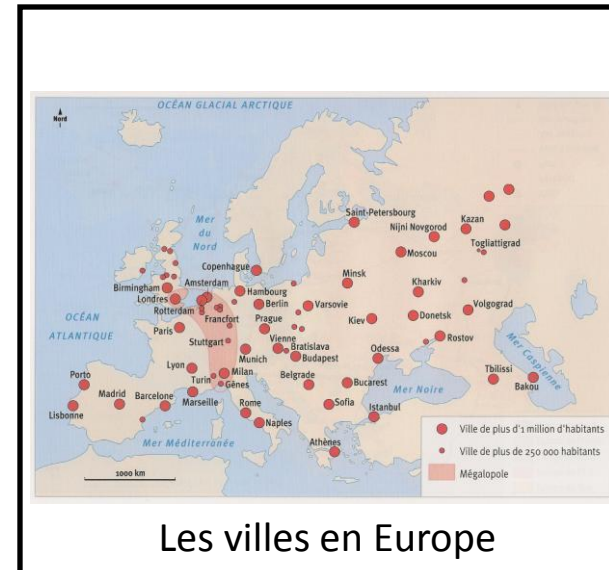 OCÉAN GLACIAL ARCTIQUE
Nord
Mer
du
Nord
Saint-Petersbourg
Nijni Novgorod
Kazan
Togliattigrad
Moscou
Copenhague
Minsk
Birmingham
Amsterdam
Hambourg
Londres
Berlin
Varsovie
Kharkiv
Rotterdam
Francfort
Prague
Kiev
Donetsk
Volgograd
OCÉAN
ATLANTIQUE
Paris
Stuttgart
Vienne
Bratislava
Rostov
Munich
Budapest
Odessa
Mer Caspienne
Lyon
Milan
Turin
Gênes
Belgrade
Bucarest
Tbilissi
Bakou
Porto
Madrid
Barcelone
Marseille
Rome
Sofia
Mer Noire
Lisbonne
Naples
Istanbul
Mer Méditerranée
Athènes
1000 km
Ville de plus d'1 million d'habitants
Ville de plus de 250 000 habitants
Mégalopole
Les villes en Europe